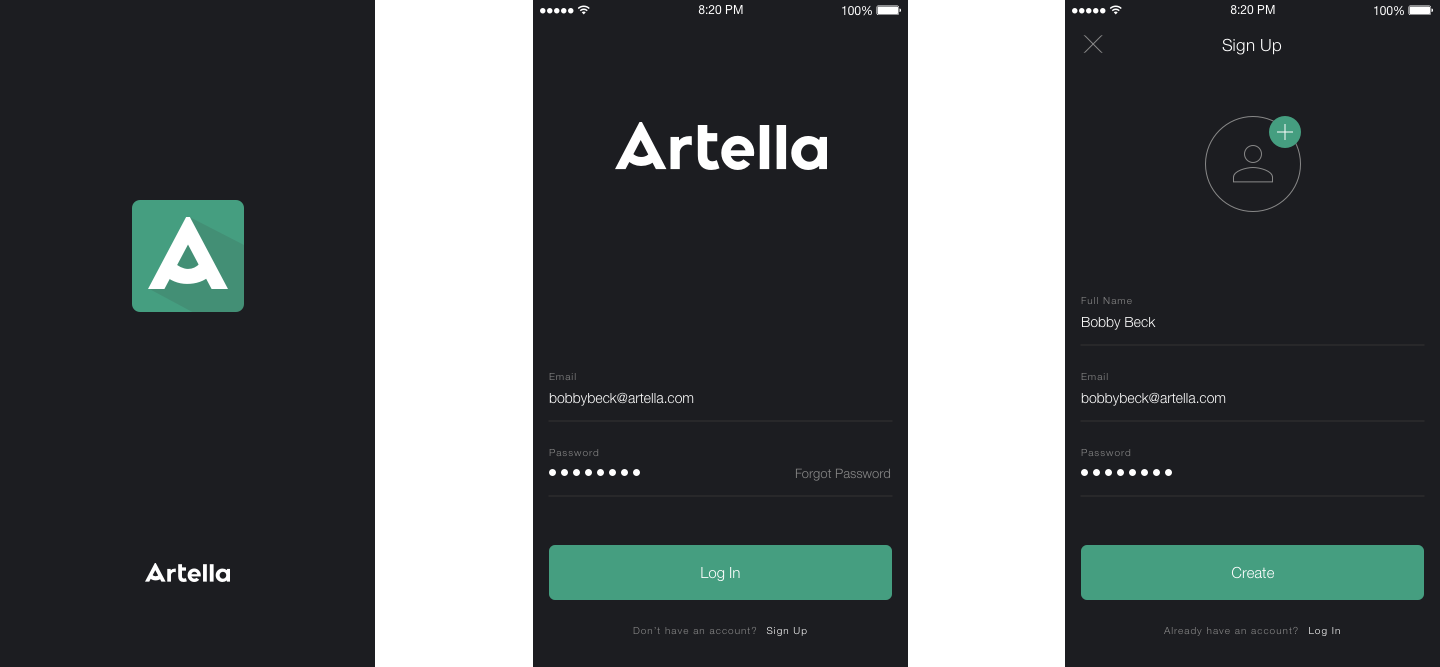 Artella
8:20 PM
100%
Artella
Email
bobbybeck@artella.com
Password
Forgot Password
Log In
Don't have an account? Sign Up
8:20 PM
100%
Sign Up
Full Name
Bobby Beck
Email
bobbybeck@artella.com
Password
Create
Already have an account? Log In